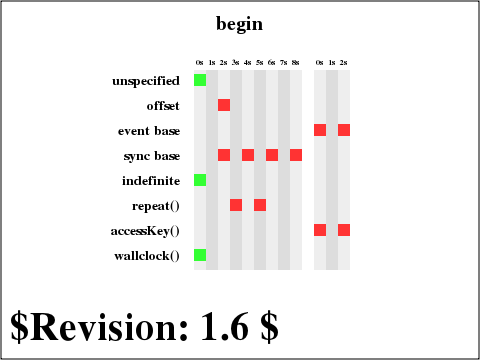 begin
0s 1s 2s 3s 4s 5s 6s 7s 8s 0s 1s 2s
unspecified
offset
event base
sync base
indefinite
repeat()
accessKey()
wallclock()
$Revision: 1.6 $